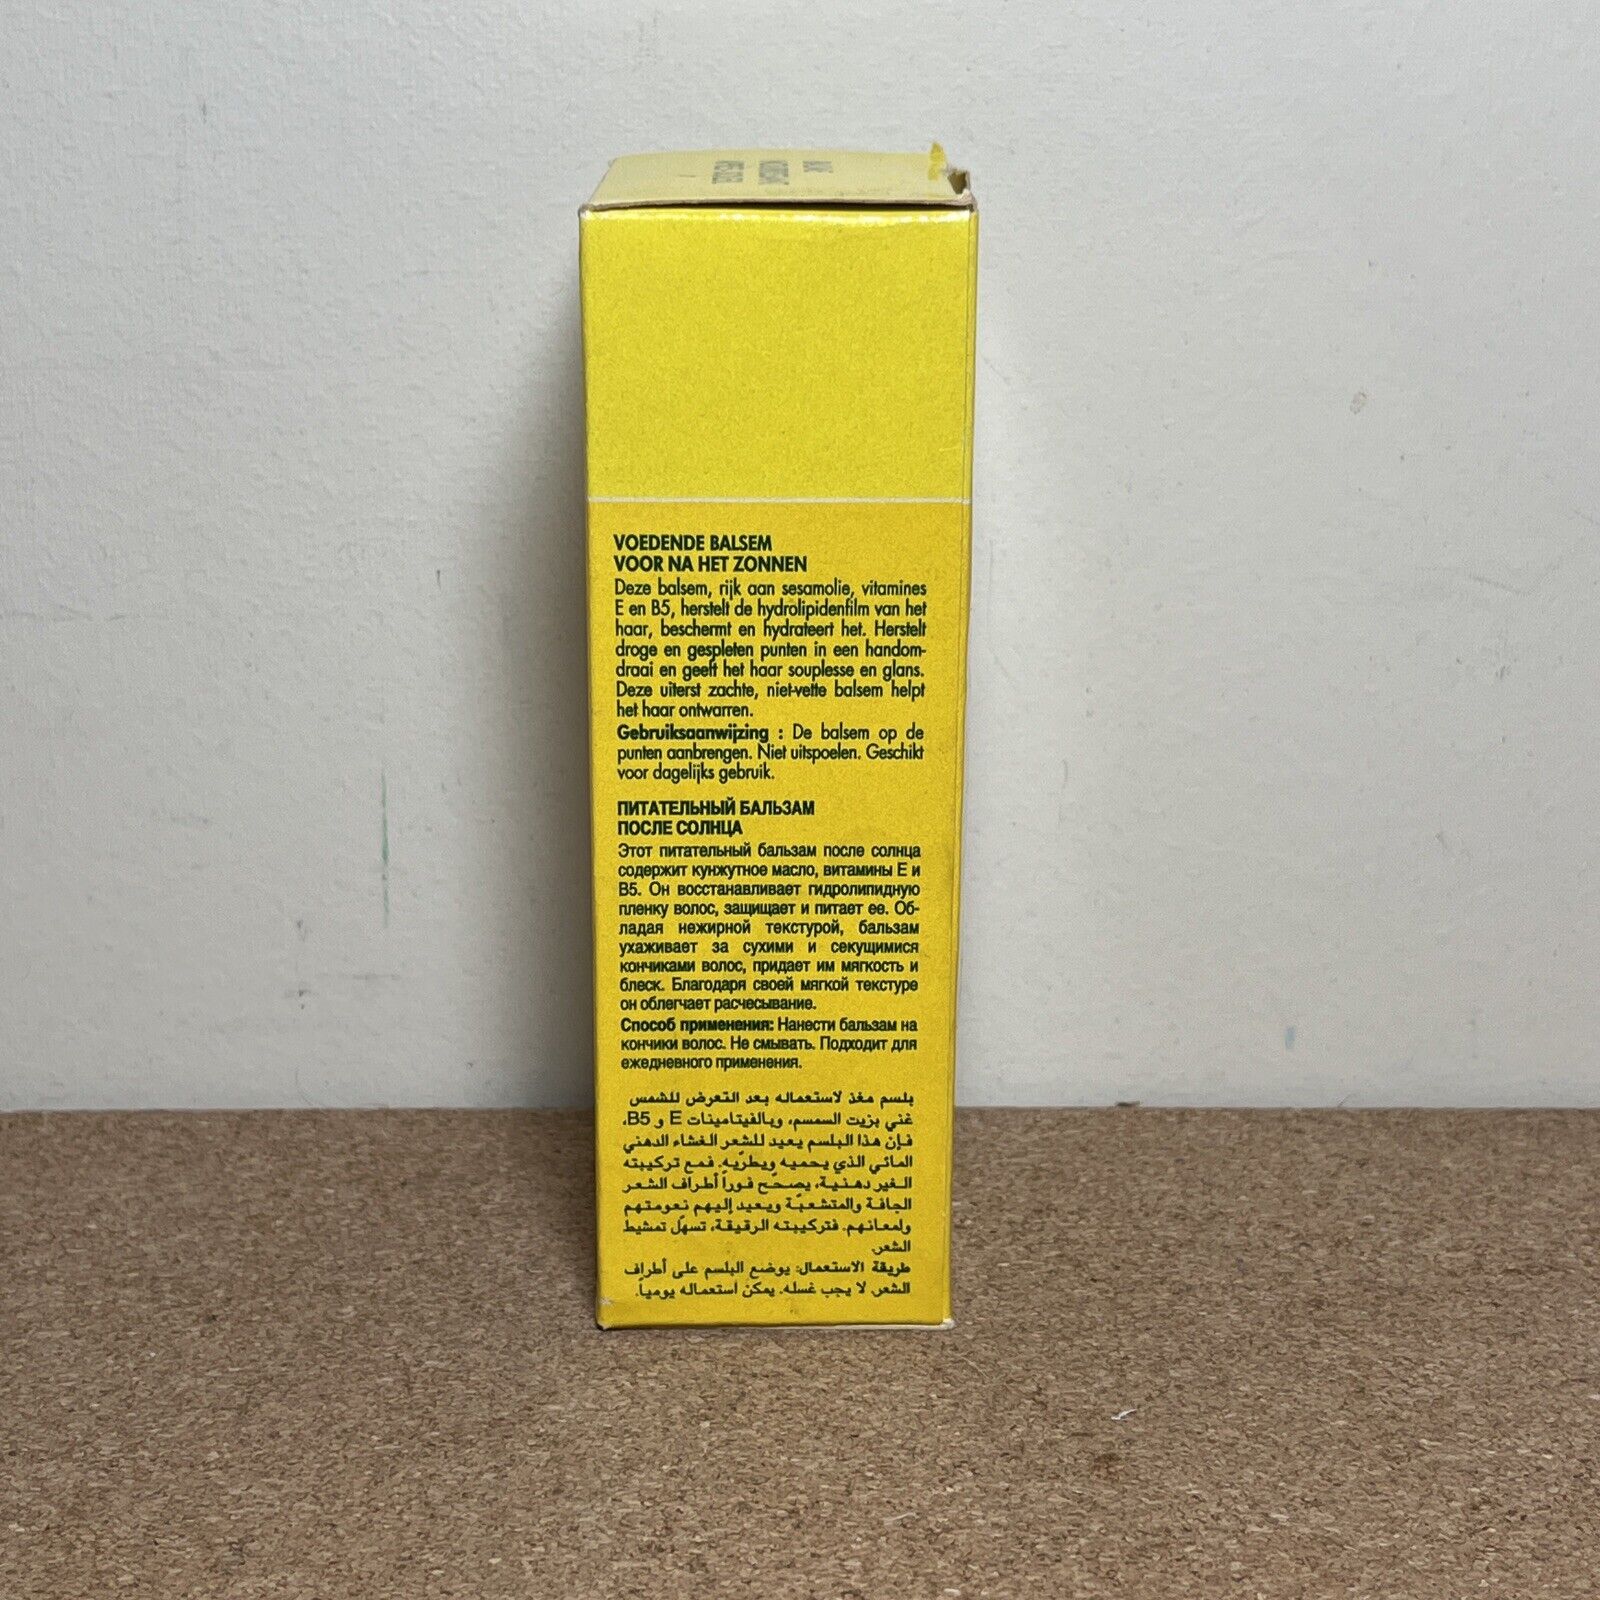 VOEDENDE BALSEM
VOOR NA HET ZONNEN
Deze balsem, rijk aan sesamolie, vitamines
E en B5, herstelt de hydrolipidenfilm van het
haar, beschermt en hydrateert het. Herstelt
droge en gespleten punten in een handom-
draai en geeft het haar souplesse en glans.
Deze uiterst zachte, niet-vette balsem helpt
het haar ontwarren.
Gebruiksaanwijzing : De balsem op de
punten aanbrengen. Niet uitspoelen. Geschikt
voor dagelijks gebruik.
ПИТАТЕЛЬНЫЙ БАЛЬЗАМ
ПОСЛЕ СОЛНЦА
Этот питательный бальзам после солнца
содержит кунжутное масло, витамины Е и
В5. Он восстанавливает гидролипидную
пленку волос, защищает и питает ее. Об-
ладая нежирной текстурой, бальзам
ухаживает за сухими и секущимися
кончиками волос, придает им мягкость и
блеск. Благодаря своей мягкой текстуре
он облегчает расчесывание.
Способ применения: Нанести бальзам на
кончики волос. Не смывать. Подходит для
ежедневного применения.
بلسم مغذ لاستعماله بعد التعرض للشمس
غني بزيت السمسم، وبالفيتامينات E و B5،
فإن هذا البلسم يعيد للشعر الغشاء الدهني
المائي الذي يحميه ويطرّيه. فمع تركيبته
الغير دهنية، يصحّح فوراً أطراف الشعر
الجافة والمتشعبّة ويعيد إليهم نعومتهم
ولمعانهم. فتركيبته الرقيقة، تسهّل تمشيط
الشعر.
طريقة الاستعمال: يوضع البلسم على أطراف
الشعر. لا يجب غسله. يمكن استعماله يومياً.